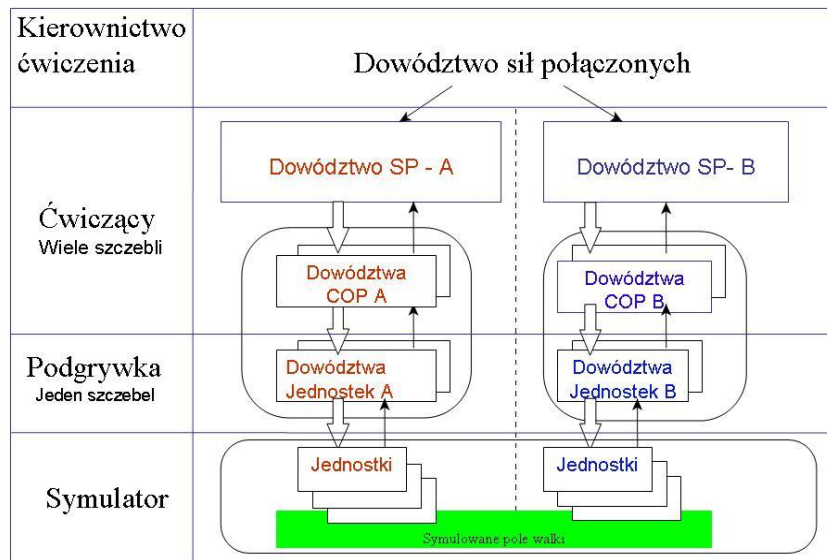 Kierownictwo
ćwiczenia
Dowództwo sił połączonych
Dowództwo SP - A
Dowództwo SP- B
Ćwiczący
Wiele szczebli
Dowództwa
COP A
Dowództwa
COP B
Podgrywka
Jeden szczebel
Dowództwa
Jednostek A
Dowództwa
Jednostek B
Symulator
Jednostki
Jednostki
Symulowane pole walki